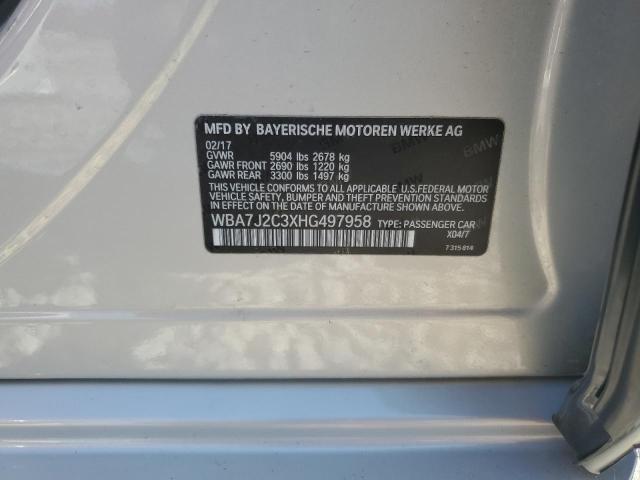 MFD BY BAYERISCHE MOTOREN WERKE AG
02/17
GVWR 5904 lbs 2678 kg
GAWR FRONT 2690 lbs 1220 kg
GAWR REAR 3300 lbs 1497 kg
THIS VEHICLE CONFORMS TO ALL APPLICABLE U.S.FEDERAL MOTOR
VEHICLE SAFETY, BUMPER AND THEFT PREVENTION STANDARDS
IN EFFECT ON THE DATE OF MANUFACTURE SHOWN ABOVE.
WBA7J2C3XHG497958 TYPE: PASSENGER CAR
X04/7
7 315 814
BMW
BMW